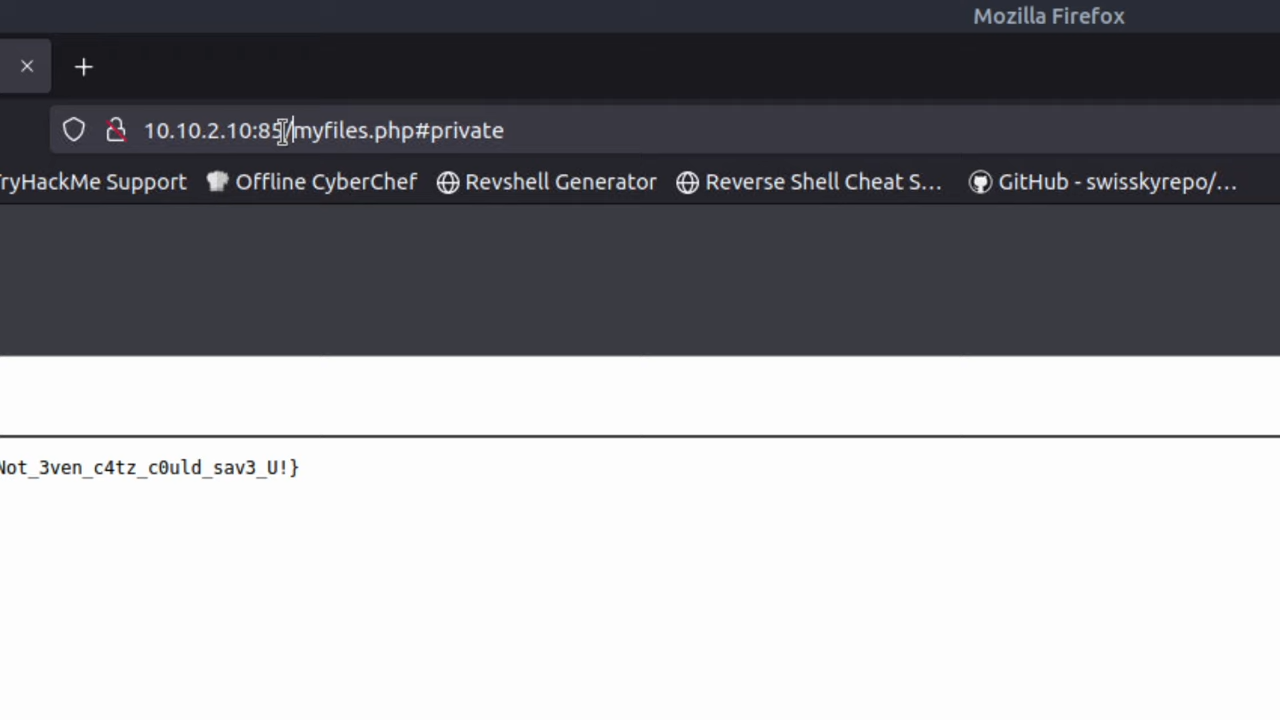 Mozilla Firefox
10.10.2.10:85/myfiles.php#private
ryHackMe Support Offline CyberChef Revshell Generator Reverse Shell Cheat S… GitHub - swisskyrepo/…
Not_3ven_c4tz_c0uld_sav3_U!}